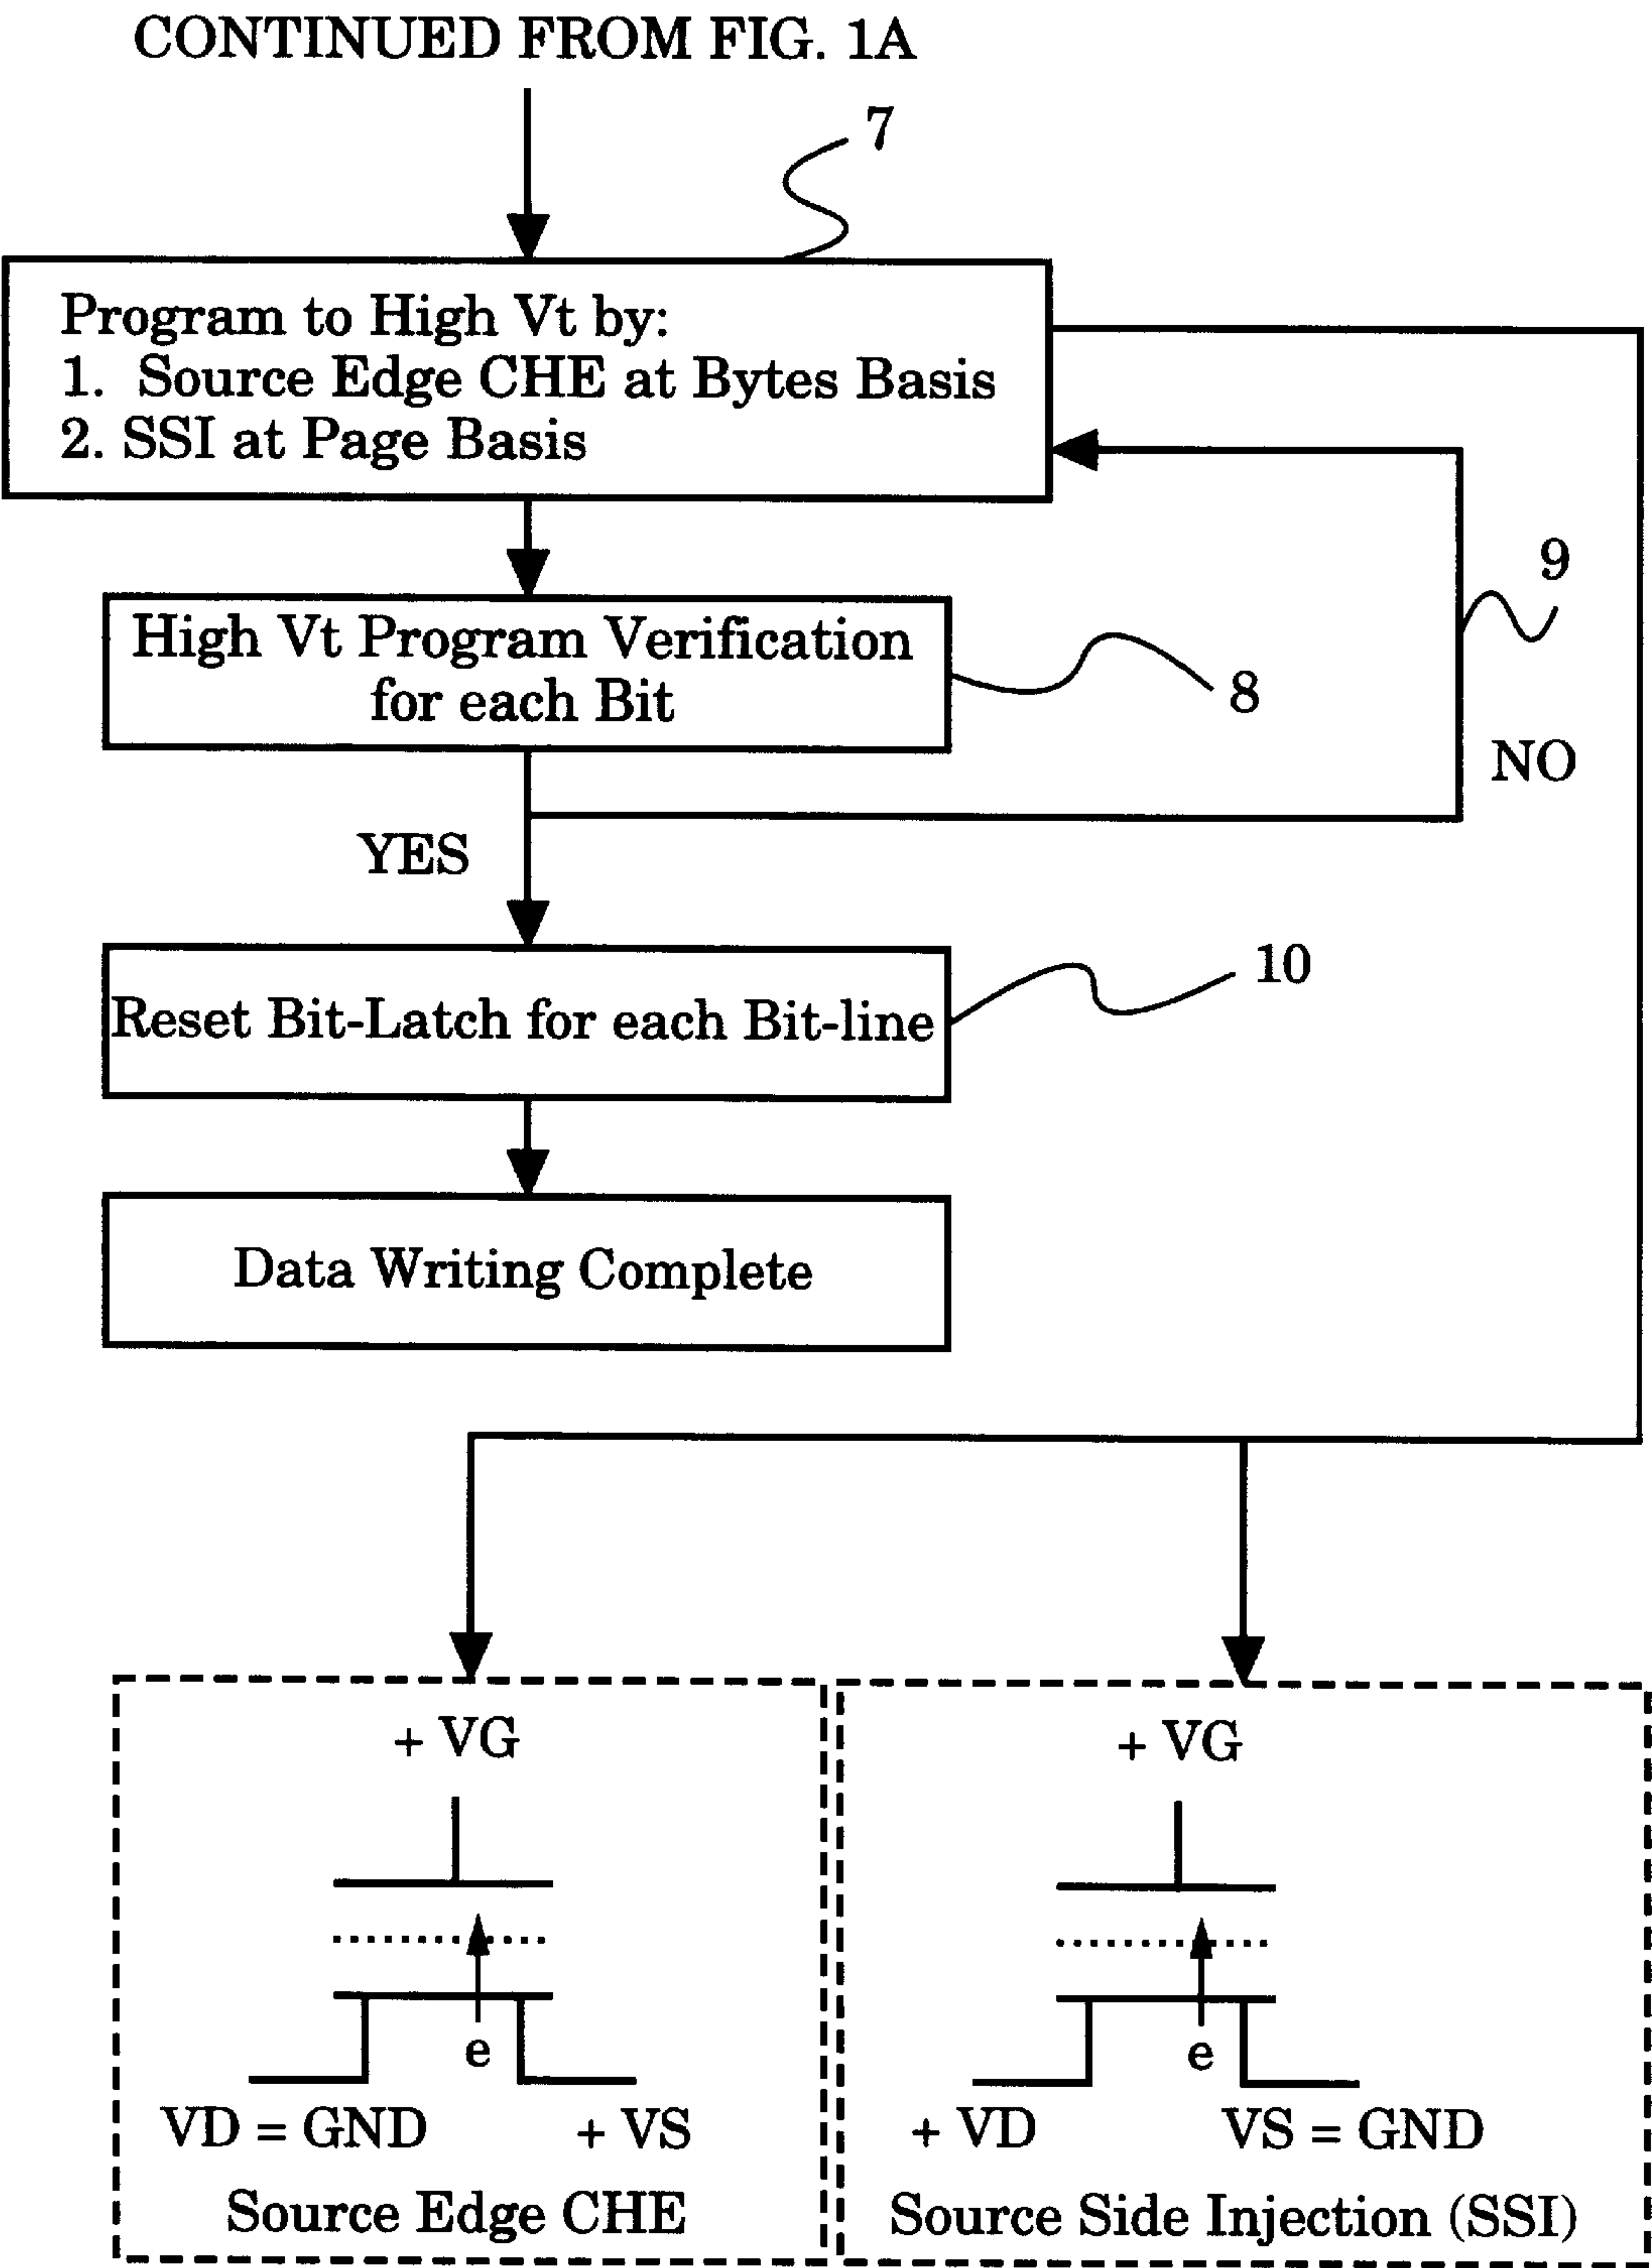 CONTINUED FROM FIG. 1A
7
Program to High Vt by:
1. Source Edge CHE at Bytes Basis
2. SSI at Page Basis
9
High Vt Program Verification
for each Bit
8
NO
YES
10
Reset Bit-Latch for each Bit-line
Data Writing Complete
+ VG
e
VD = GND
+ VS
Source Edge CHE
+ VG
e
+ VD
VS = GND
Source Side Injection (SSI)